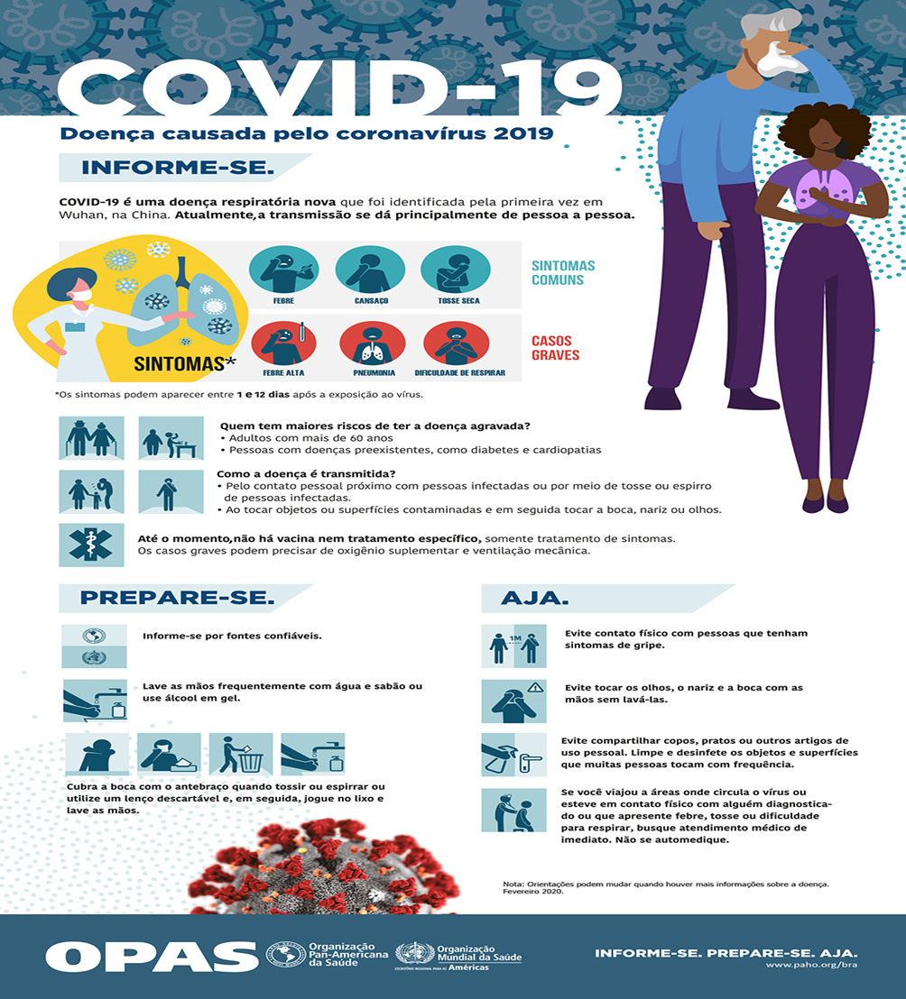 COVID-19
Doença causada pelo coronavírus 2019
INFORME-SE.
COVID-19 é uma doença respiratória nova que foi identificada pela primeira vez em
Wuhan, na China. Atualmente,a transmissão se dá principalmente de pessoa a pessoa.
SINTOMAS*
FEBRE
CANSAÇO
TOSSE SECA
SINTOMAS
COMUNS
FEBRE ALTA
PNEUMONIA
DIFICULDADE DE RESPIRAR
CASOS
GRAVES
*Os sintomas podem aparecer entre 1 e 12 dias após a exposição ao vírus.
Quem tem maiores riscos de ter a doença agravada?
• Adultos com mais de 60 anos
• Pessoas com doenças preexistentes, como diabetes e cardiopatias
Como a doença é transmitida?
• Pelo contato pessoal próximo com pessoas infectadas ou por meio de tosse ou espirro
de pessoas infectadas.
• Ao tocar objetos ou superfícies contaminadas e em seguida tocar a boca, nariz ou olhos.
Até o momento,não há vacina nem tratamento específico, somente tratamento de sintomas.
Os casos graves podem precisar de oxigênio suplementar e ventilação mecânica.
PREPARE-SE.
Informe-se por fontes confiáveis.
Lave as mãos frequentemente com água e sabão ou
use álcool em gel.
Cubra a boca com o antebraço quando tossir ou espirrar ou
utilize um lenço descartável e, em seguida, jogue no lixo e
lave as mãos.
AJA.
1M
Evite contato físico com pessoas que tenham
sintomas de gripe.
Evite tocar os olhos, o nariz e a boca com as
mãos sem lavá-las.
Evite compartilhar copos, pratos ou outros artigos de
uso pessoal. Limpe e desinfete os objetos e superfícies
que muitas pessoas tocam com frequência.
Se você viajou a áreas onde circula o vírus ou
esteve em contato físico com alguém diagnostica-
do ou que apresente febre, tosse ou dificuldade
para respirar, busque atendimento médico de
imediato. Não se automedique.
Nota: Orientações podem mudar quando houver mais informações sobre a doença.
Fevereiro 2020.
OPAS
Organização
Pan-Americana
da Saúde
Organização
Mundial da Saúde
ESCRITÓRIO REGIONAL PARA AS Américas
INFORME-SE. PREPARE-SE. AJA.
www.paho.org/bra